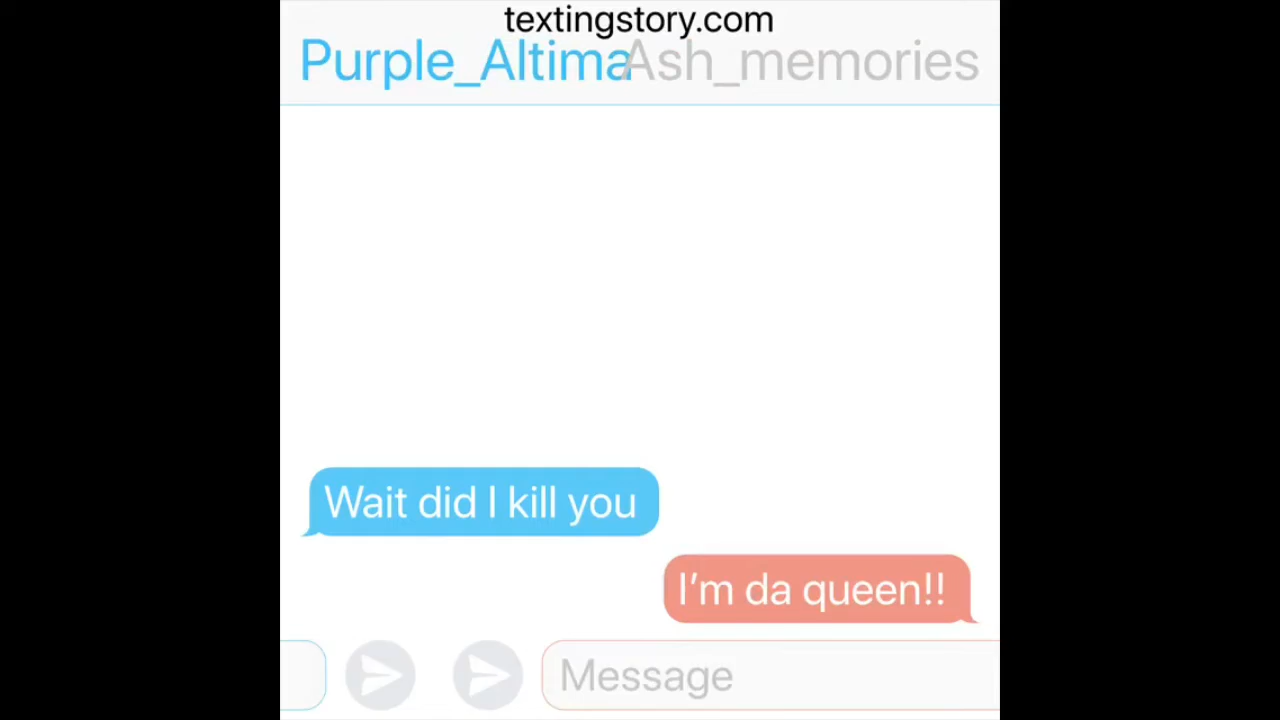 textingstory.com
Purple_Altima Ash_memories
Wait did I kill you
I’m da queen!!
Message